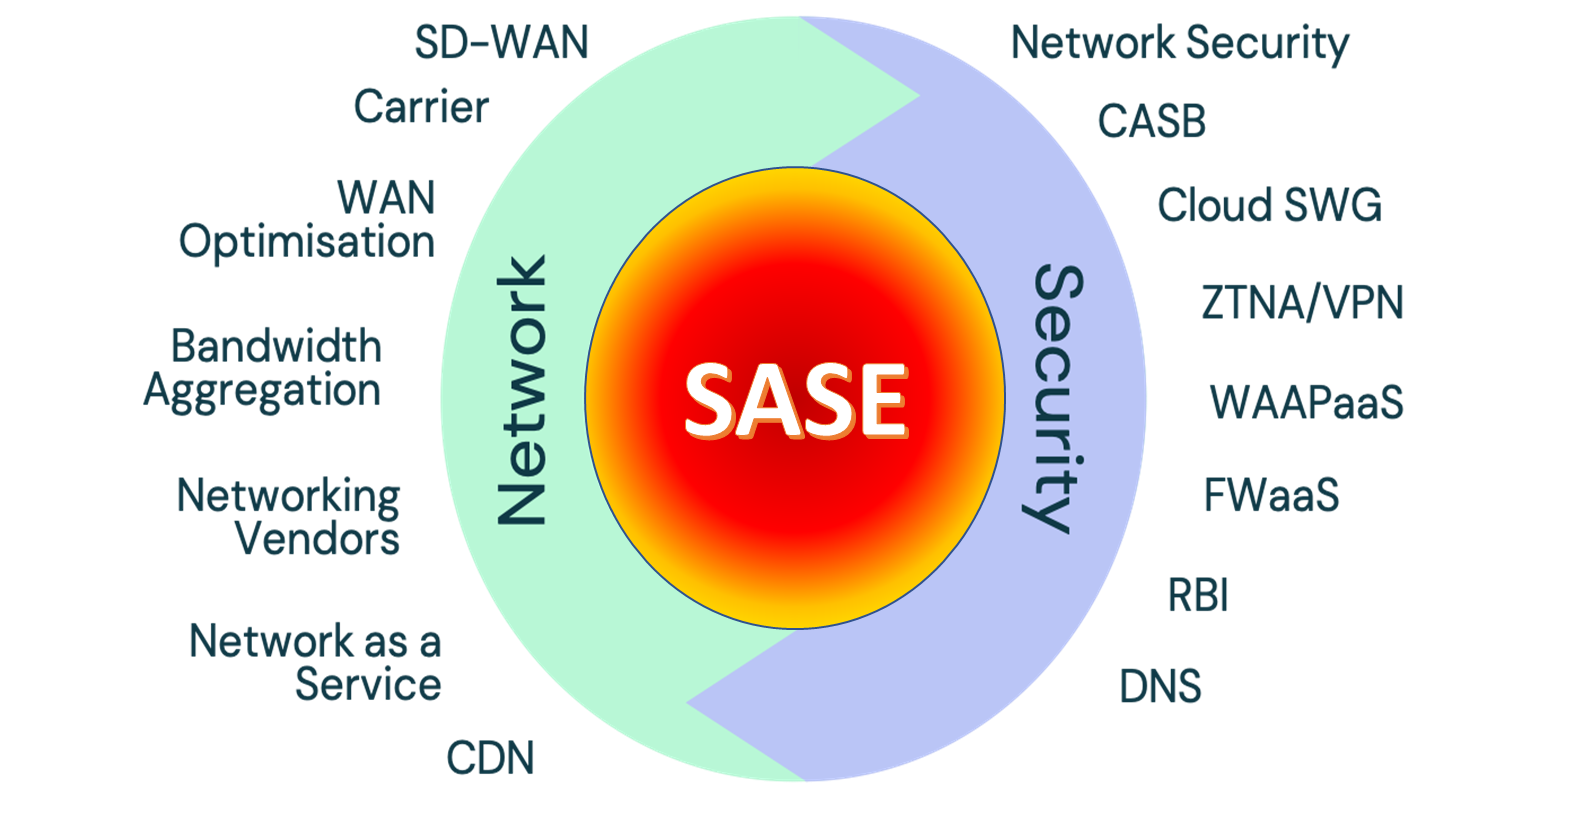 SD-WAN
Carrier
WAN
Optimisation
Bandwidth
Aggregation
Networking
Vendors
Network as a
Service
CDN
Network
SASE
Security
Network Security
CASB
Cloud SWG
ZTNA/VPN
WAAPaaS
FWaaS
RBI
DNS